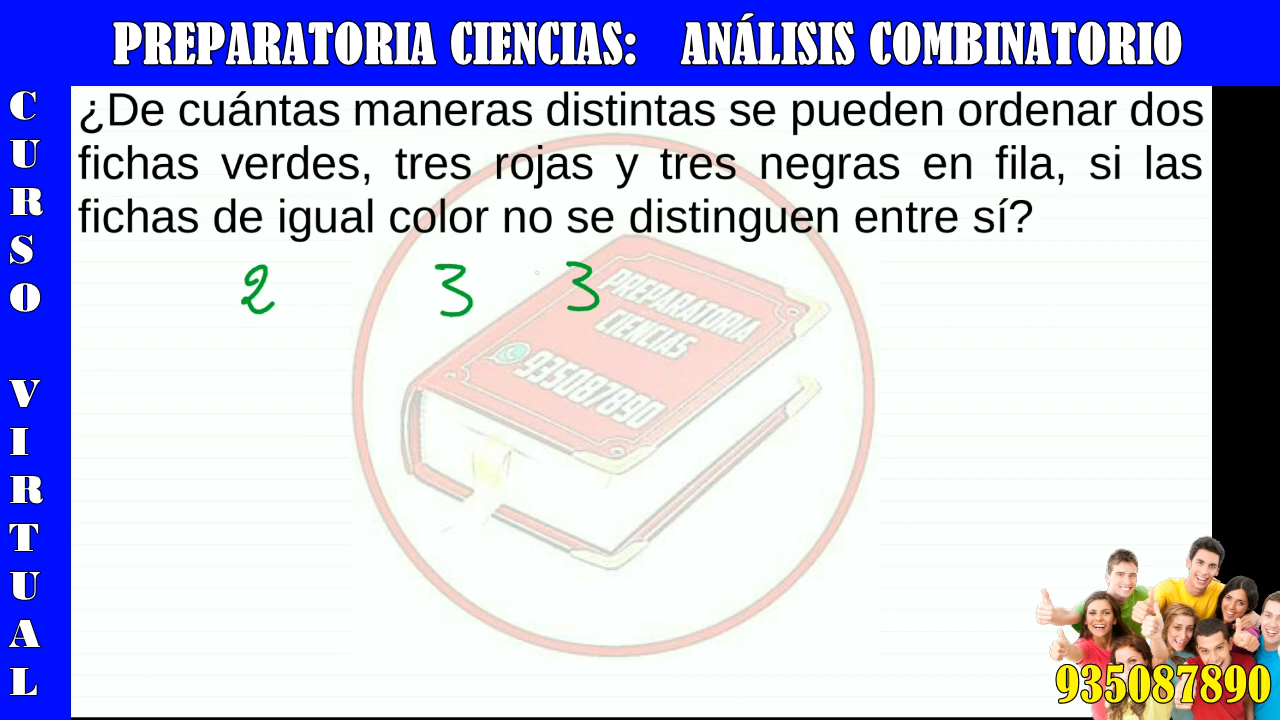 PREPARATORIA CIENCIAS: ANÁLISIS COMBINATORIO
CURSO VIRTUAL
¿De cuántas maneras distintas se pueden ordenar dos
fichas verdes, tres rojas y tres negras en fila, si las
fichas de igual color no se distinguen entre sí?
2 3 3
PREPARATORIA
CIENCIAS
935087890
935087890